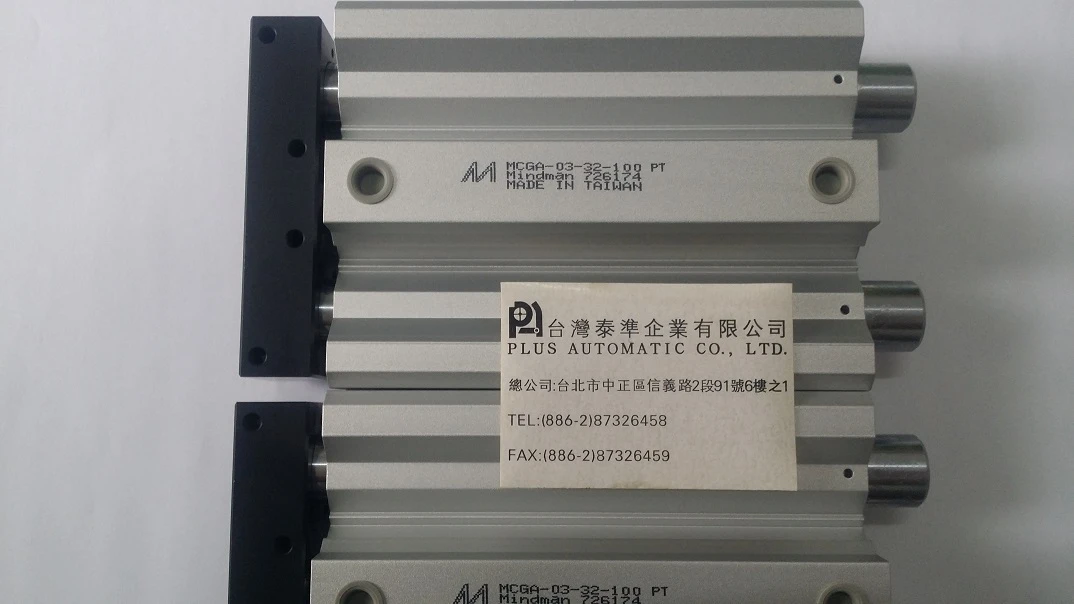 MCGA-03-32-100 PT
Mindman 726174
MADE IN TAIWAN
台灣泰準企業有限公司
PLUS AUTOMATIC CO., LTD.
總公司:台北市中正區信義路2段91號6樓之1
TEL:(886-2)87326458
FAX:(886-2)87326459
MCGA-03-32-100 PT
Mindman 726174